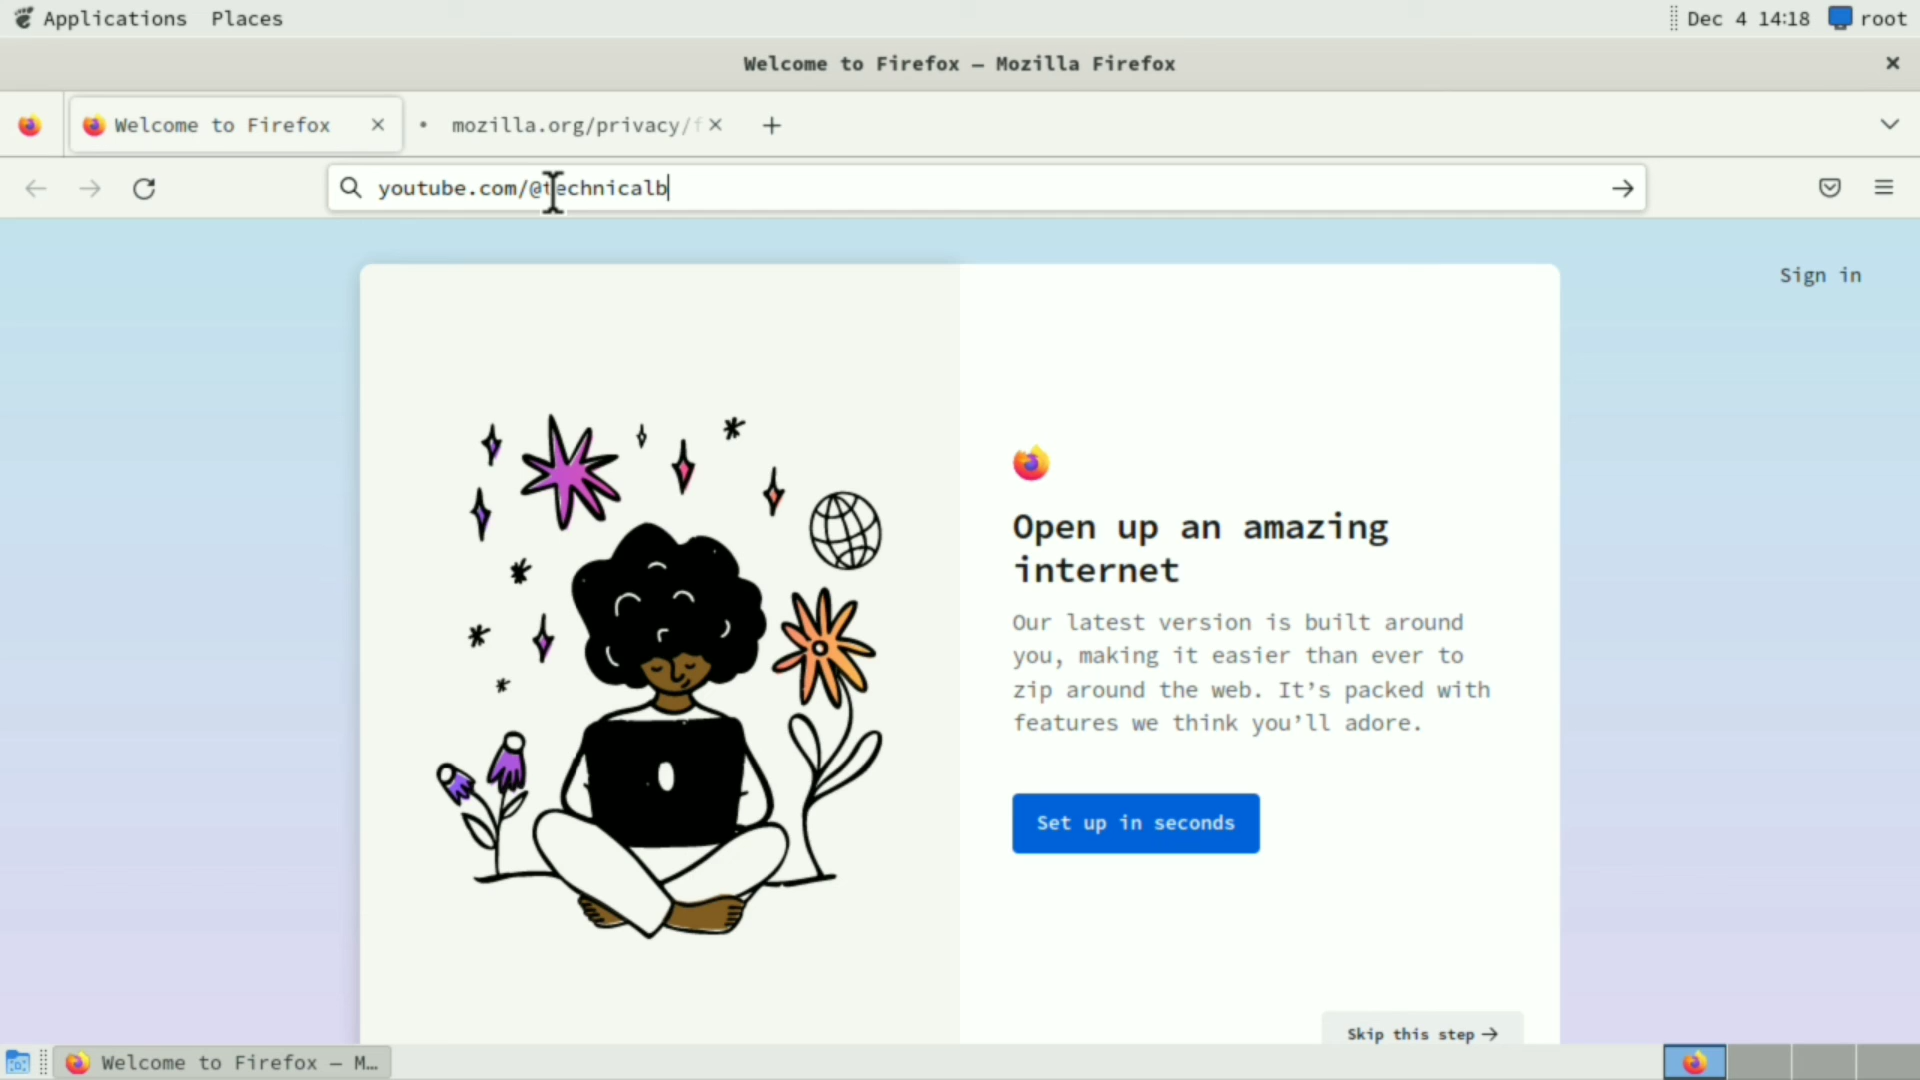 Applications Places Dec 4 14:18 root
Welcome to Firefox — Mozilla Firefox
Welcome to Firefox mozilla.org/privacy/f
youtube.com/@technicalb
Sign in
Open up an amazing
internet
Our latest version is built around
you, making it easier than ever to
zip around the web. It’s packed with
features we think you’ll adore.
Set up in seconds
Skip this step
Welcome to Firefox — M...